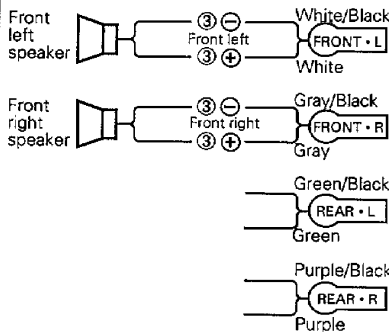 Front
left
speaker
③ ⊖
Front left
③ ⊕
White/Black
FRONT • L
White
Front
right
speaker
③ ⊖
Front right
③ ⊕
Gray/Black
FRONT • R
Gray
Green/Black
REAR • L
Green
Purple/Black
REAR • R
Purple